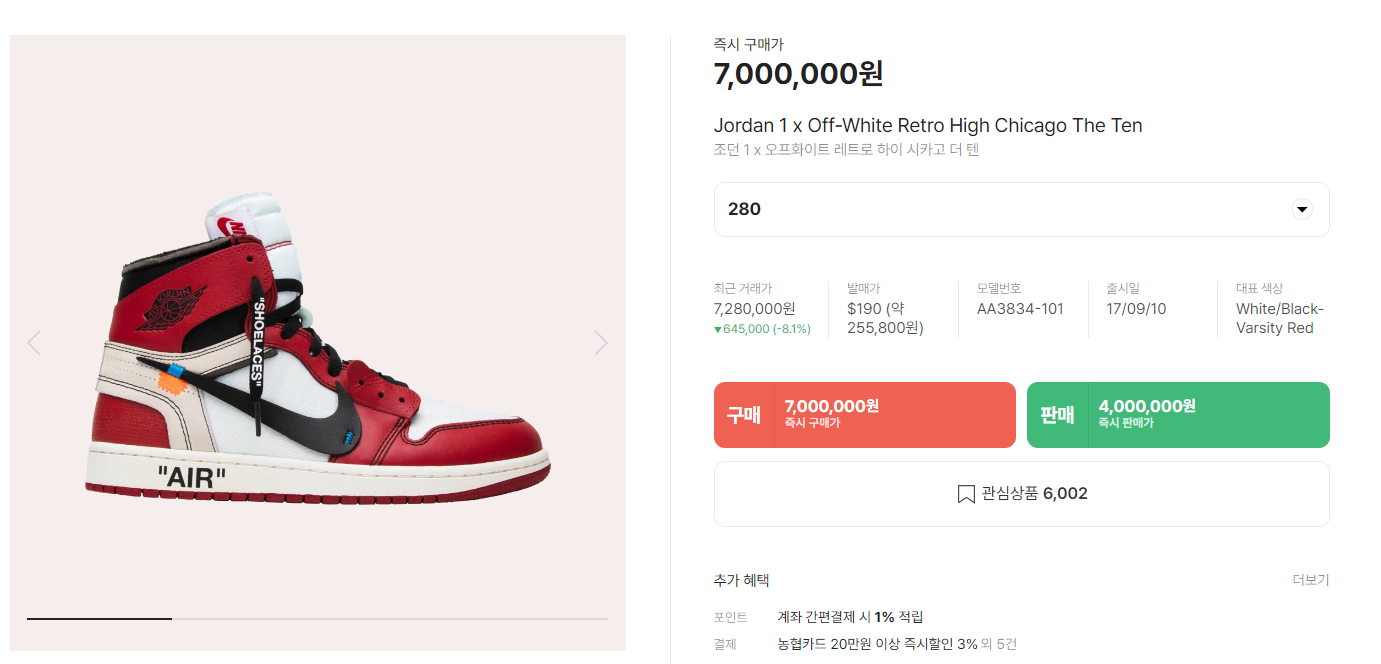 즉시 구매가
7,000,000원
Jordan 1 x Off-White Retro High Chicago The Ten
조던 1 x 오프화이트 레트로 하이 시카고 더 텐
280
최근 거래가
7,280,000원
▼645,000 (-8.1%)
발매가
$190 (약
255,800원)
모델번호
AA3834-101
출시일
17/09/10
대표 색상
White/Black-
Varsity Red
구매
7,000,000원
즉시 구매가
판매
4,000,000원
즉시 판매가
관심상품 6,002
추가 혜택
더보기
포인트 계좌 간편결제 시 1% 적립
결제 농협카드 20만원 이상 즉시할인 3% 외 5건
"SHOELACES"
"AIR"